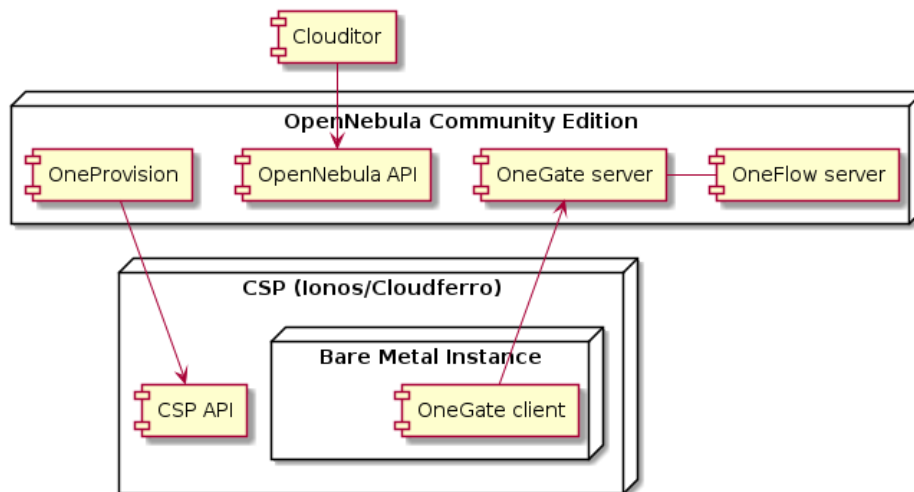 Clouditor
OpenNebula Community Edition
OneProvision
OpenNebula API
OneGate server
OneFlow server
CSP (Ionos/Cloudferro)
Bare Metal Instance
CSP API
OneGate client